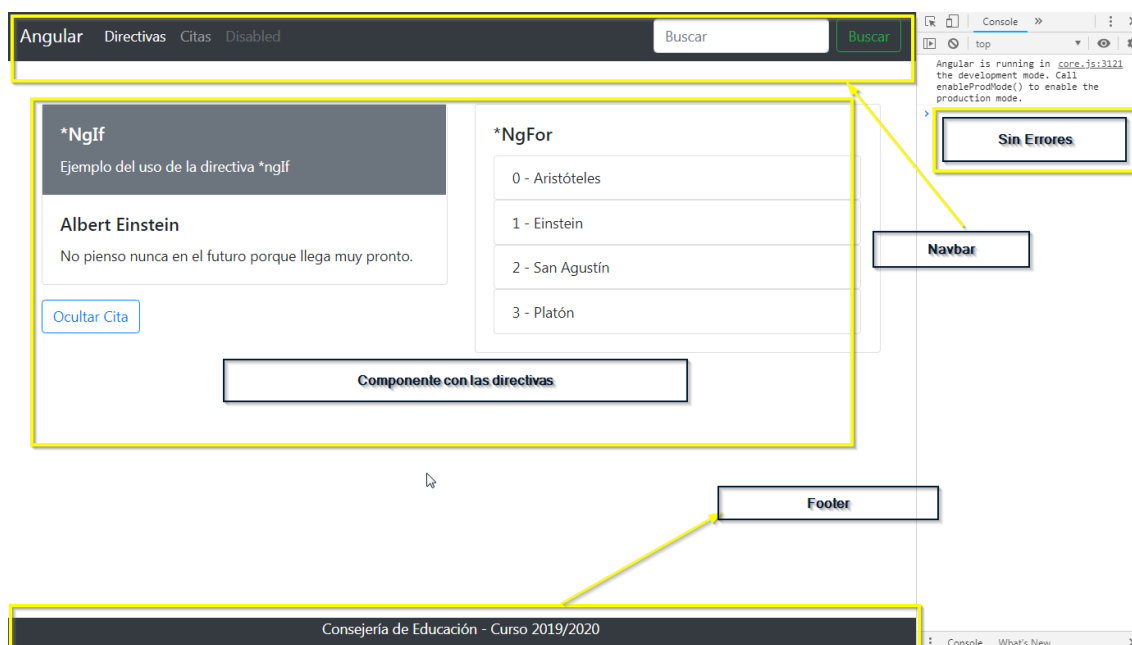 Angular Directivas Citas Disabled Buscar Buscar
*NgIf
Ejemplo del uso de la directiva *ngIf
Albert Einstein
No pienso nunca en el futuro porque llega muy pronto.
Ocultar Cita
*NgFor
0 - Aristóteles
1 - Einstein
2 - San Agustín
3 - Platón
Componente con las directivas
Footer
Consejería de Educación - Curso 2019/2020
Console
top
Angular is running in core.js:3121
the development mode. Call
enableProdMode() to enable the
production mode.
Sin Errores
Navbar
Console What's New